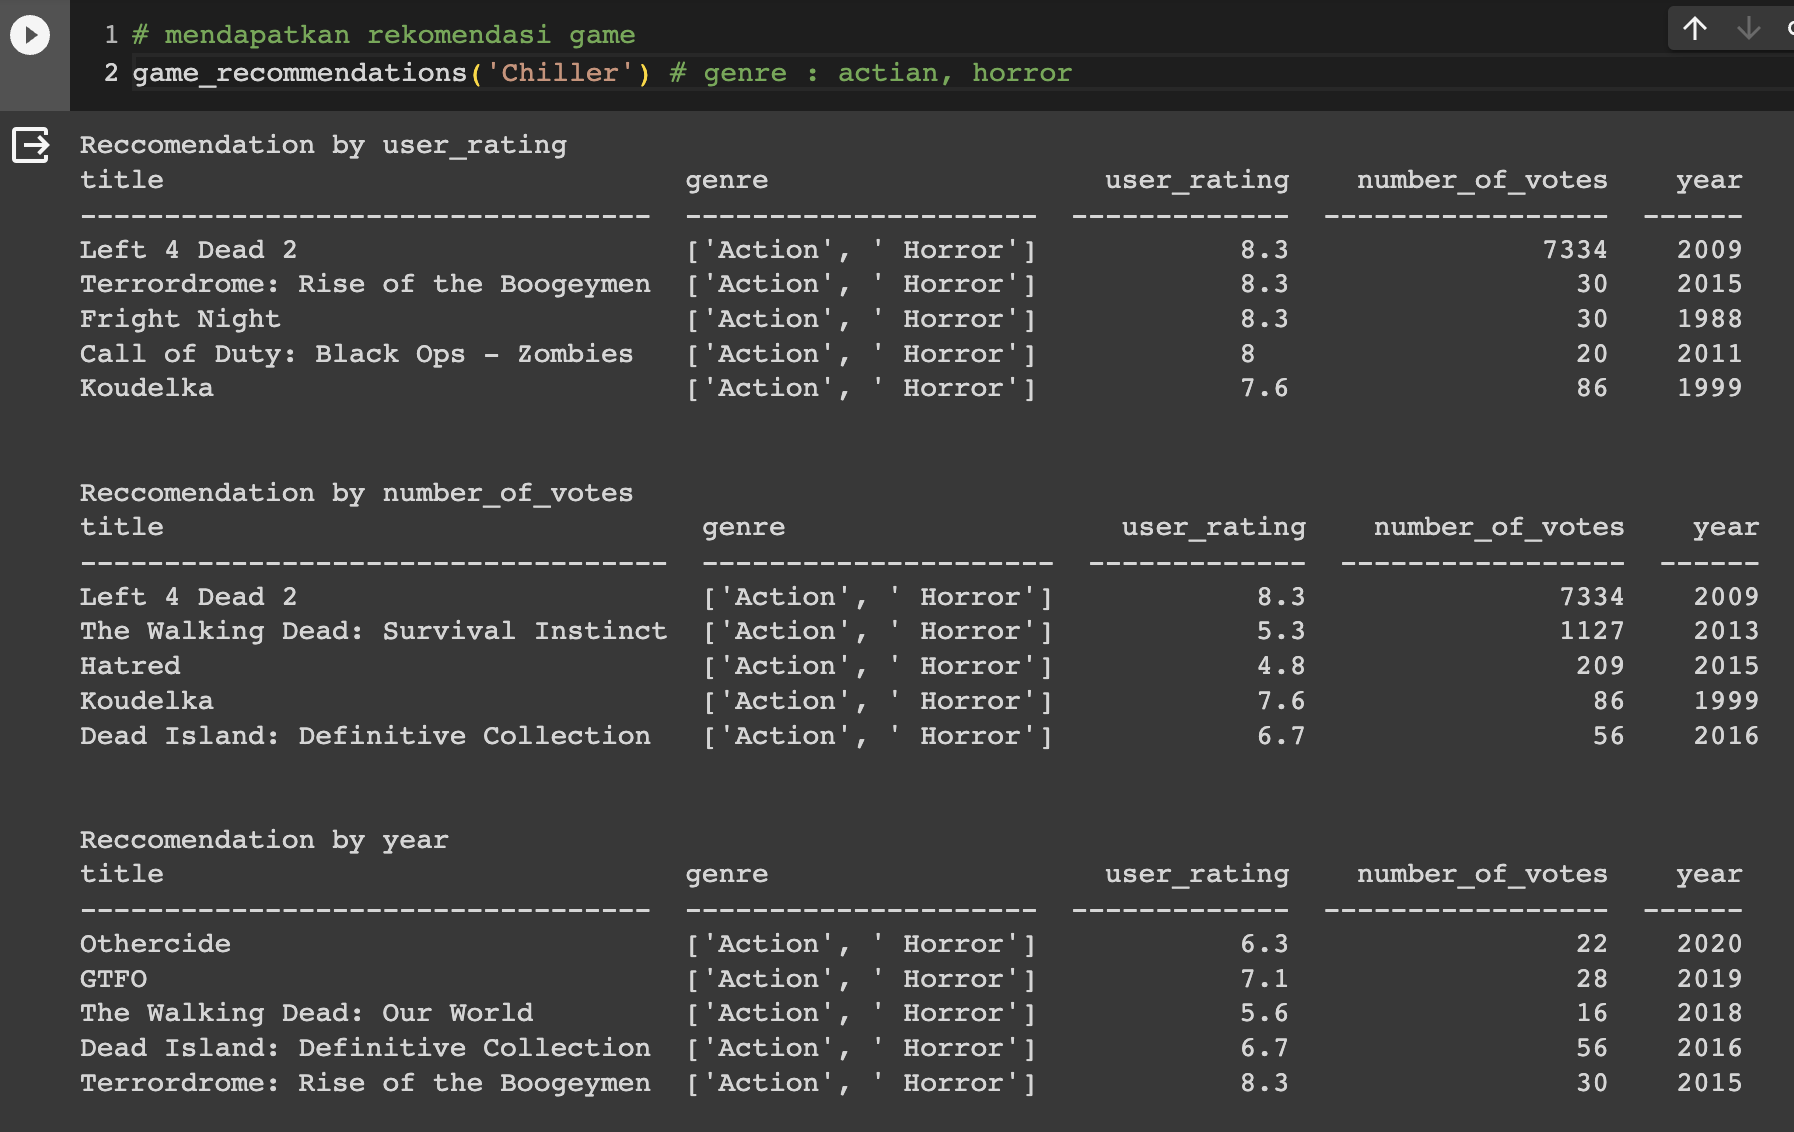 1 # mendapatkan rekomendasi game
2 game_recommendations('Chiller') # genre : actian, horror
Reccomendation by user_rating
title                               genre                    user_rating    number_of_votes    year
----------------------------------  ---------------------  -------------  -----------------  ------
Left 4 Dead 2                       ['Action', ' Horror']            8.3               7334    2009
Terrordrome: Rise of the Boogeymen  ['Action', ' Horror']            8.3                 30    2015
Fright Night                        ['Action', ' Horror']            8.3                 30    1988
Call of Duty: Black Ops - Zombies   ['Action', ' Horror']            8                   20    2011
Koudelka                            ['Action', ' Horror']            7.6                 86    1999
Reccomendation by number_of_votes
title                                genre                    user_rating    number_of_votes    year
-----------------------------------  ---------------------  -------------  -----------------  ------
Left 4 Dead 2                        ['Action', ' Horror']            8.3               7334    2009
The Walking Dead: Survival Instinct  ['Action', ' Horror']            5.3               1127    2013
Hatred                               ['Action', ' Horror']            4.8                209    2015
Koudelka                             ['Action', ' Horror']            7.6                 86    1999
Dead Island: Definitive Collection   ['Action', ' Horror']            6.7                 56    2016
Reccomendation by year
title                               genre                    user_rating    number_of_votes    year
----------------------------------  ---------------------  -------------  -----------------  ------
Othercide                           ['Action', ' Horror']            6.3                 22    2020
GTFO                                ['Action', ' Horror']            7.1                 28    2019
The Walking Dead: Our World         ['Action', ' Horror']            5.6                 16    2018
Dead Island: Definitive Collection  ['Action', ' Horror']            6.7                 56    2016
Terrordrome: Rise of the Boogeymen  ['Action', ' Horror']            8.3                 30    2015